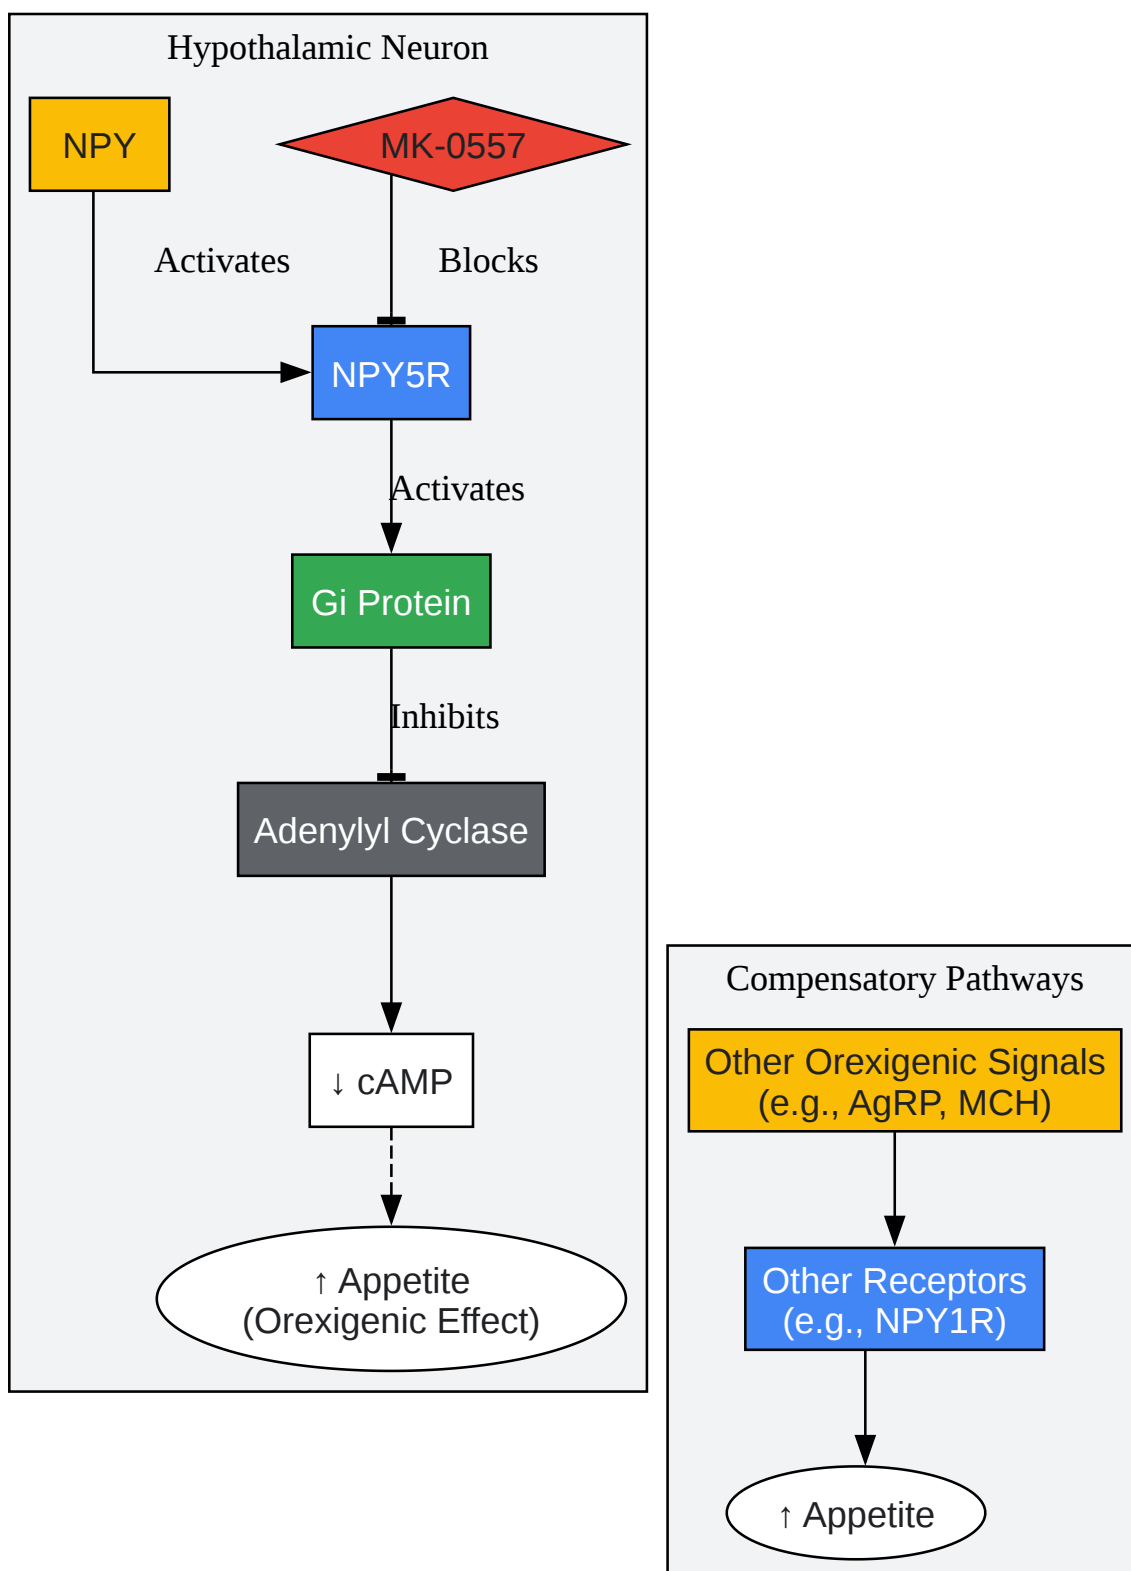 Hypothalamic Neuron
NPY
MK-0557
Activates
Blocks
NPY5R
Activates
Gi Protein
Inhibits
Adenylyl Cyclase
↓ cAMP
↑ Appetite
(Orexigenic Effect)
Compensatory Pathways
Other Orexigenic Signals
(e.g., AgRP, MCH)
Other Receptors
(e.g., NPY1R)
↑ Appetite